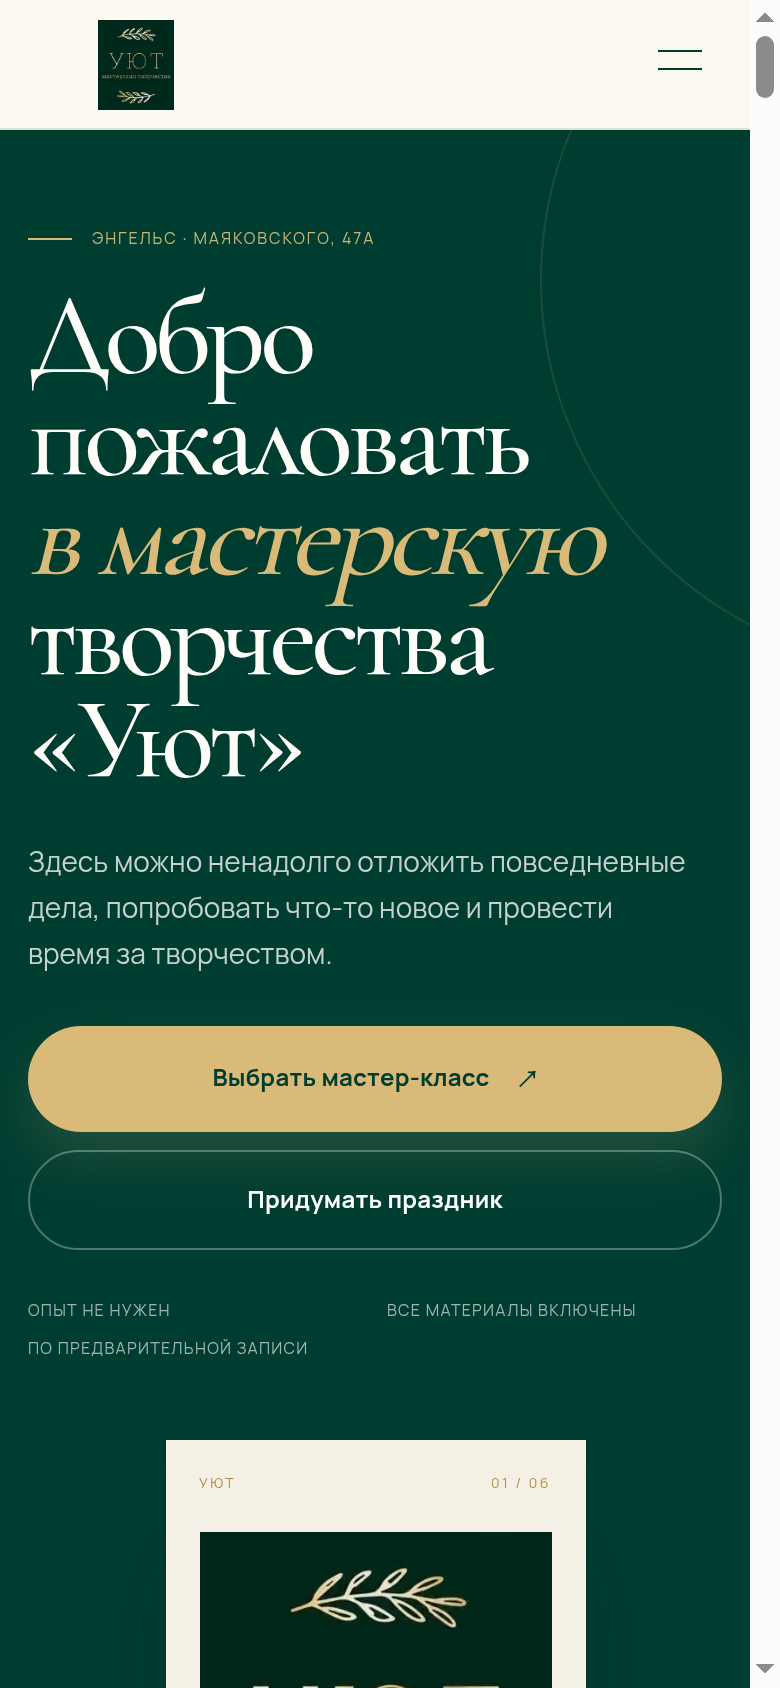 УЮТ
мастерская творчества
ЭНГЕЛЬС · МАЯКОВСКОГО, 47А
Добро
пожаловать
в мастерскую
творчества
«Уют»
Здесь можно ненадолго отложить повседневные
дела, попробовать что-то новое и провести
время за творчеством.
Выбрать мастер-класс ↗
Придумать праздник
ОПЫТ НЕ НУЖЕН
ВСЕ МАТЕРИАЛЫ ВКЛЮЧЕНЫ
ПО ПРЕДВАРИТЕЛЬНОЙ ЗАПИСИ
УЮТ
01 / 06